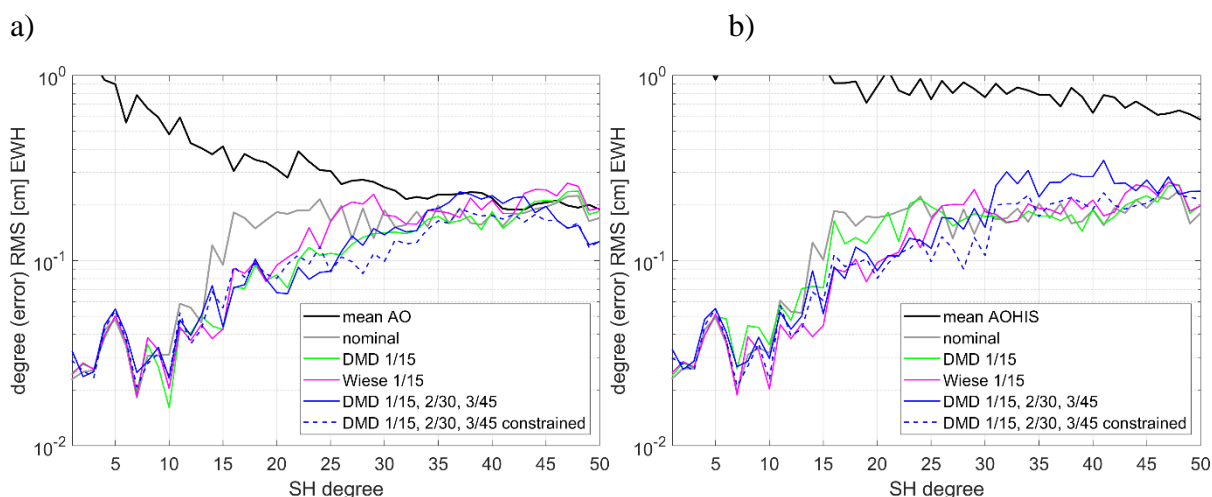 a)
b)
degree (error) RMS [cm] EWH
10^0
10^-1
10^-2
mean AO
nominal
DMD 1/15
Wiese 1/15
DMD 1/15, 2/30, 3/45
DMD 1/15, 2/30, 3/45 constrained
5 10 15 20 25 30 35 40 45 50
SH degree
degree (error) RMS [cm] EWH
10^0
10^-1
10^-2
mean AOHIS
nominal
DMD 1/15
Wiese 1/15
DMD 1/15, 2/30, 3/45
DMD 1/15, 2/30, 3/45 constrained
5 10 15 20 25 30 35 40 45 50
SH degree